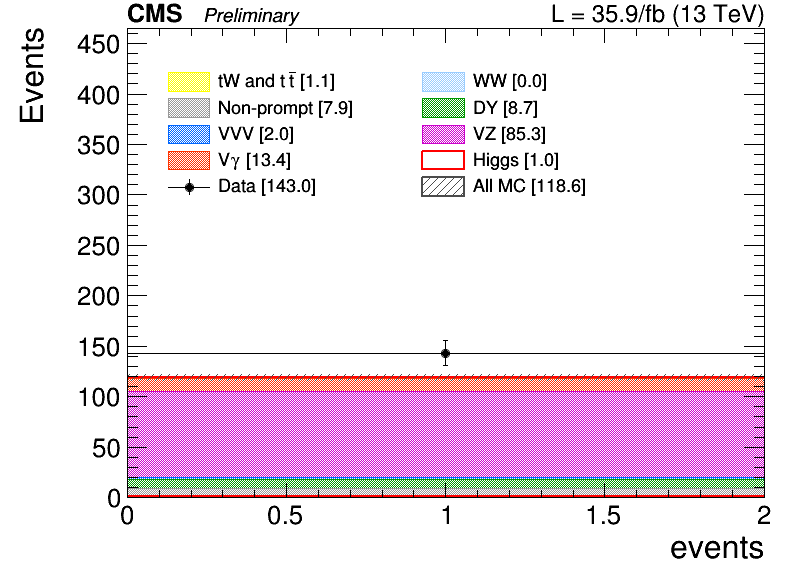 CMS Preliminary L = 35.9/fb (13 TeV)
Events
450
400
350
300
250
200
150
100
50
0
tW and t t̄ [1.1]
Non-prompt [7.9]
VVV [2.0]
Vγ [13.4]
Data [143.0]
WW [0.0]
DY [8.7]
VZ [85.3]
Higgs [1.0]
All MC [118.6]
0 0.5 1 1.5 2
events